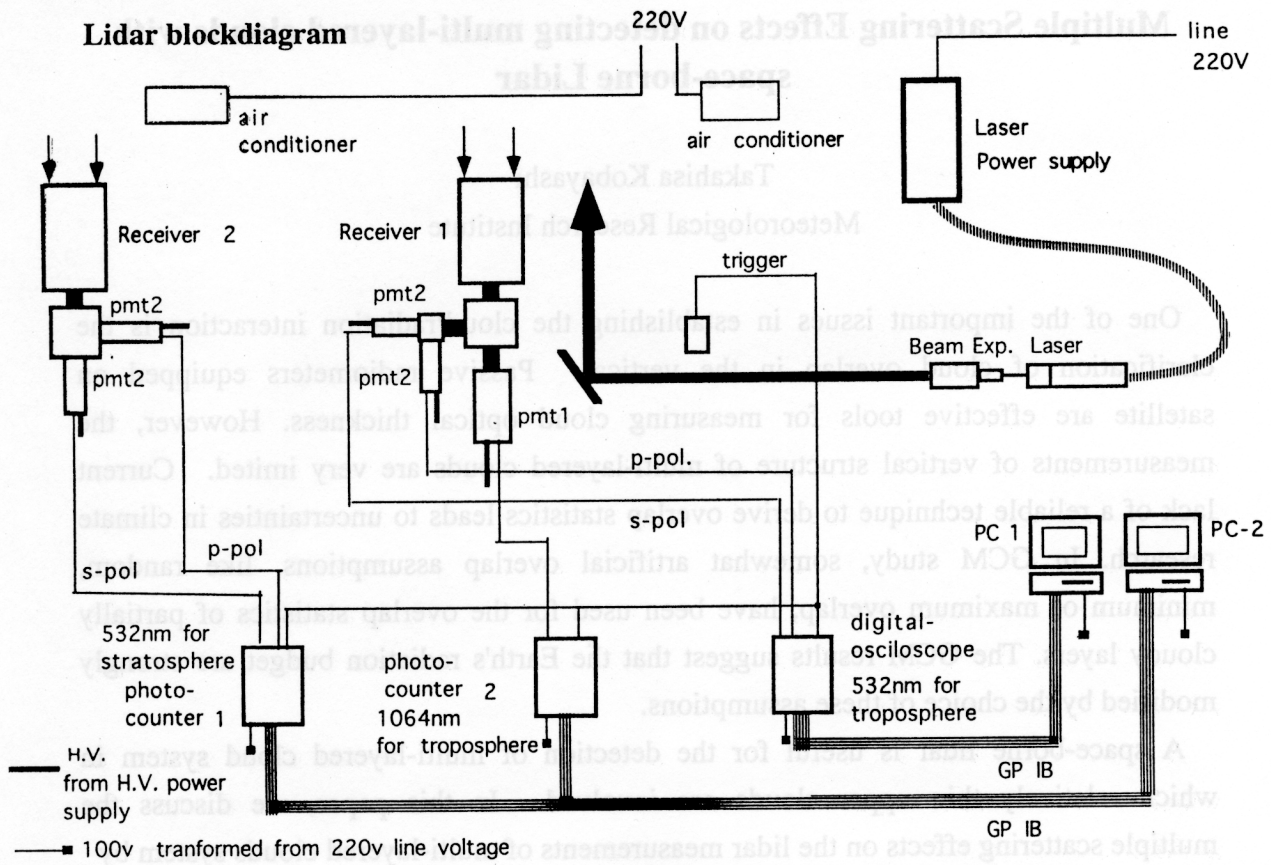 Lidar blockdiagram
220V
line
220V
air
conditioner
air conditioner
Laser
Power supply
Receiver 2
Receiver 1
trigger
pmt2
pmt2
Beam Exp. Laser
pmt2
pmt2
pmt1
p-pol.
s-pol
PC 1
PC-2
p-pol
s-pol
532nm for
stratosphere
photo-
counter 1
photo-
counter 2
1064nm
for troposphere
digital-
osciloscope
532nm for
troposphere
H.V.
from H.V. power
supply
GP IB
GP IB
100v tranformed from 220v line voltage